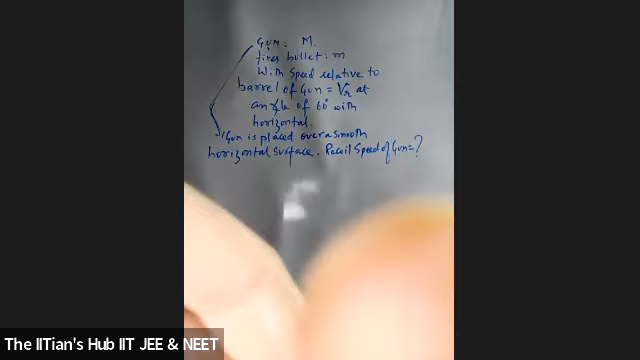 Gun: M.
fires bullet: m
With speed relative to
barrel of Gun = Vr at
angle of 60° with
horizontal.
Gun is placed over a smooth
horizontal surface. Recoil Speed of Gun=?
The IITian's Hub IIT JEE & NEET